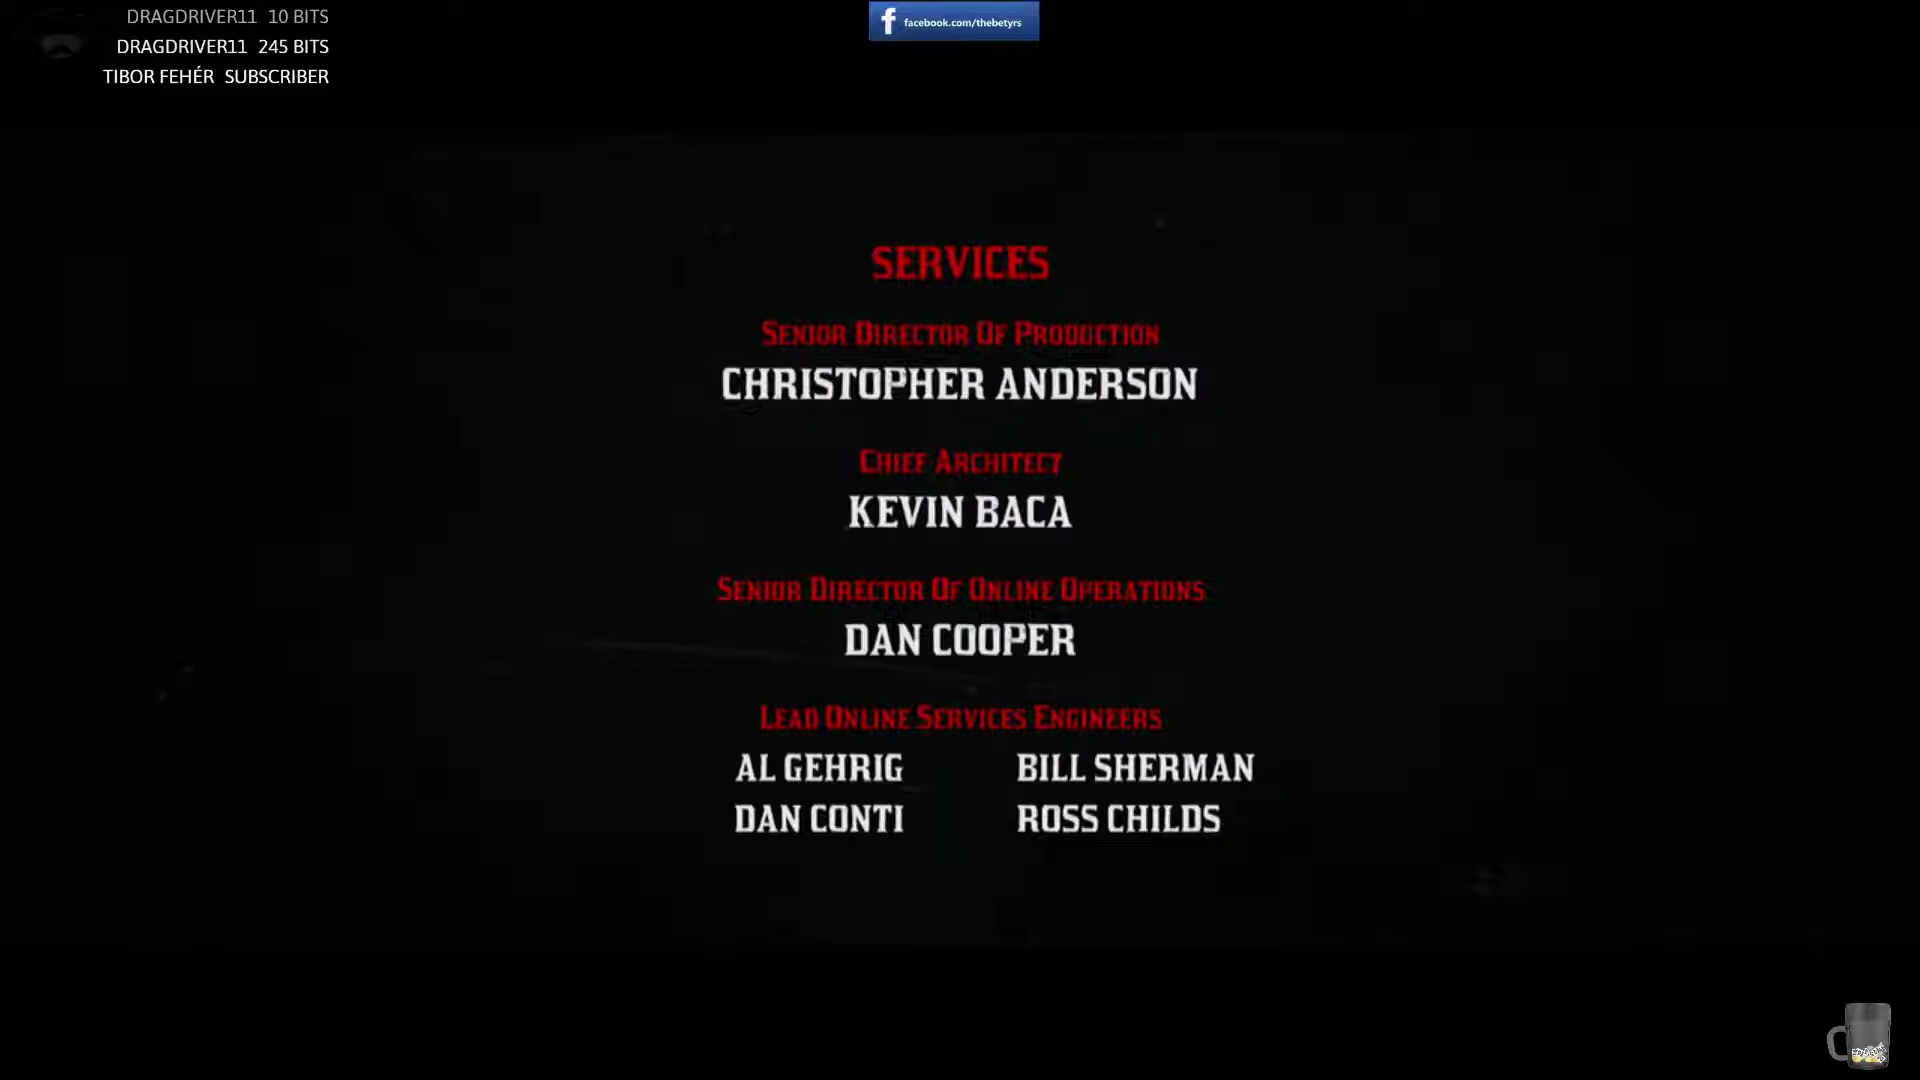 DRAGDRIVER11 10 BITS
DRAGDRIVER11 245 BITS
TIBOR FEHÉR SUBSCRIBER
facebook.com/thebetyrs
SERVICES
SENIOR DIRECTOR OF PRODUCTION
CHRISTOPHER ANDERSON
CHIEF ARCHITECT
KEVIN BACA
SENIOR DIRECTOR OF ONLINE OPERATIONS
DAN COOPER
LEAD ONLINE SERVICES ENGINEERS
AL GEHRIG BILL SHERMAN
DAN CONTI ROSS CHILDS